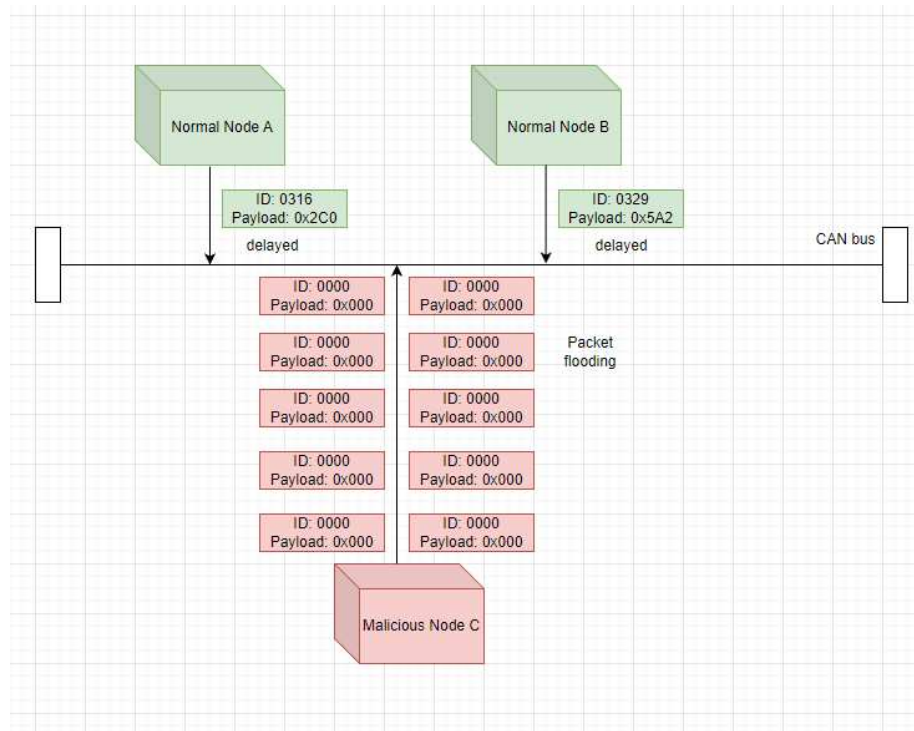 Normal Node A
Normal Node B
ID: 0316
Payload: 0x2C0
ID: 0329
Payload: 0x5A2
delayed
delayed
CAN bus
ID: 0000
Payload: 0x000
ID: 0000
Payload: 0x000
ID: 0000
Payload: 0x000
ID: 0000
Payload: 0x000
Packet
flooding
ID: 0000
Payload: 0x000
ID: 0000
Payload: 0x000
ID: 0000
Payload: 0x000
ID: 0000
Payload: 0x000
ID: 0000
Payload: 0x000
ID: 0000
Payload: 0x000
Malicious Node C